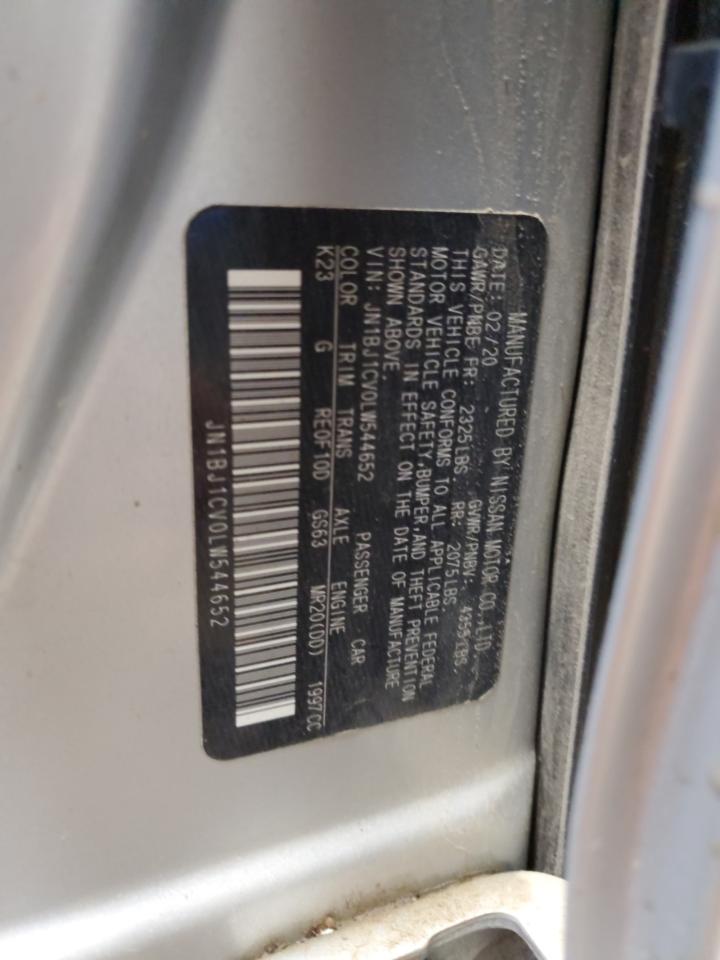 MANUFACTURED BY NISSAN MOTOR CO.,LTD.
DATE: 02/20 GVWR/PNBV: 4355 LBS.
GAWR/PNBE FR: 2325LBS. RR: 2075LBS.
THIS VEHICLE CONFORMS TO ALL APPLICABLE FEDERAL
MOTOR VEHICLE SAFETY,BUMPER,AND THEFT PREVENTION
STANDARDS IN EFFECT ON THE DATE OF MANUFACTURE
SHOWN ABOVE.
VIN: JN1BJ1CV0LW544652 PASSENGER CAR
COLOR TRIM TRANS AXLE ENGINE
K23 G RE0F10D GS63 MR20(DD) 1997CC
JN1BJ1CV0LW544652